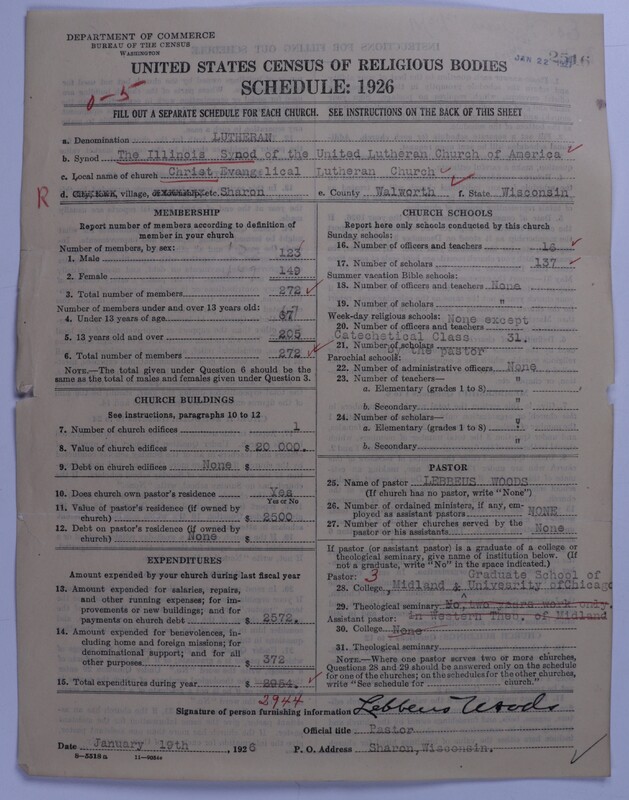 DEPARTMENT OF COMMERCE
BUREAU OF THE CENSUS
WASHINGTON
JAN 22
UNITED STATES CENSUS OF RELIGIOUS BODIES
SCHEDULE: 1926
0-5
FILL OUT A SEPARATE SCHEDULE FOR EACH CHURCH. SEE INSTRUCTIONS ON THE BACK OF THIS SHEET
a. Denomination LUTHERAN
b. Synod The Illinois Synod of the United Lutheran Church of America
c. Local name of church Christ Evangelical Lutheran Church
R d. City, town, village, township, etc. Sharon e. County Walworth f. State Wisconsin
MEMBERSHIP
Report number of members according to definition of
member in your church
Number of members, by sex:
1. Male 123
2. Female 149
3. Total number of members 272
Number of members under and over 13 years old:
4. Under 13 years of age 67
5. 13 years old and over 205
6. Total number of members 272
NOTE.—The total given under Question 6 should be the
same as the total of males and females given under Question 3.
CHURCH BUILDINGS
See instructions, paragraphs 10 to 12
7. Number of church edifices 1
8. Value of church edifices $ 20 000.
9. Debt on church edifices None $
10. Does church own pastor's residence Yes
Yes or No
11. Value of pastor's residence (if owned by
church) $ 2500
12. Debt on pastor's residence (if owned by
church) None $
EXPENDITURES
Amount expended by your church during last fiscal year
13. Amount expended for salaries, repairs,
and other running expenses; for im-
provements or new buildings; and for
payments on church debt $ 2572.
14. Amount expended for benevolences, in-
cluding home and foreign missions; for
denominational support; and for all
other purposes $ 372
15. Total expenditures during year $ 2954.
2944
CHURCH SCHOOLS
Report here only schools conducted by this church
Sunday schools:
16. Number of officers and teachers 16
17. Number of scholars 137
Summer vacation Bible schools:
18. Number of officers and teachers None
19. Number of scholars "
Week-day religious schools: None except
20. Number of officers and teachers
Catechetical Class 31.
21. Number of scholars by the pastor
Parochial schools:
22. Number of administrative officers None
23. Number of teachers—
a. Elementary (grades 1 to 8) "
b. Secondary "
24. Number of scholars—
a. Elementary (grades 1 to 8) "
b. Secondary "
PASTOR
25. Name of pastor LEBBEUS WOODS
(If church has no pastor, write "None")
26. Number of ordained ministers, if any, em-
ployed as assistant pastors NONE
27. Number of other churches served by the
pastor or his assistants None
If pastor (or assistant pastor) is a graduate of a college or
theological seminary, give name of institution below. (If
not a graduate, write "No" in the space indicated.)
Pastor: 3 Graduate School of
28. College Midland & Univearity ofChicago
29. Theological seminary No, two years work only.
Assistant pastor: in Western Theo. of Midland
30. College None
31. Theological seminary
NOTE.—Where one pastor serves two or more churches,
Questions 28 and 29 should be answered only on the schedule
for one of the churches; on the schedules for the other churches,
write "See schedule for church."
Signature of person furnishing information Lebbeus Woods
Official title Pastor
Date January 19th, 1926 P. O. Address Sharon, Wisconsin.